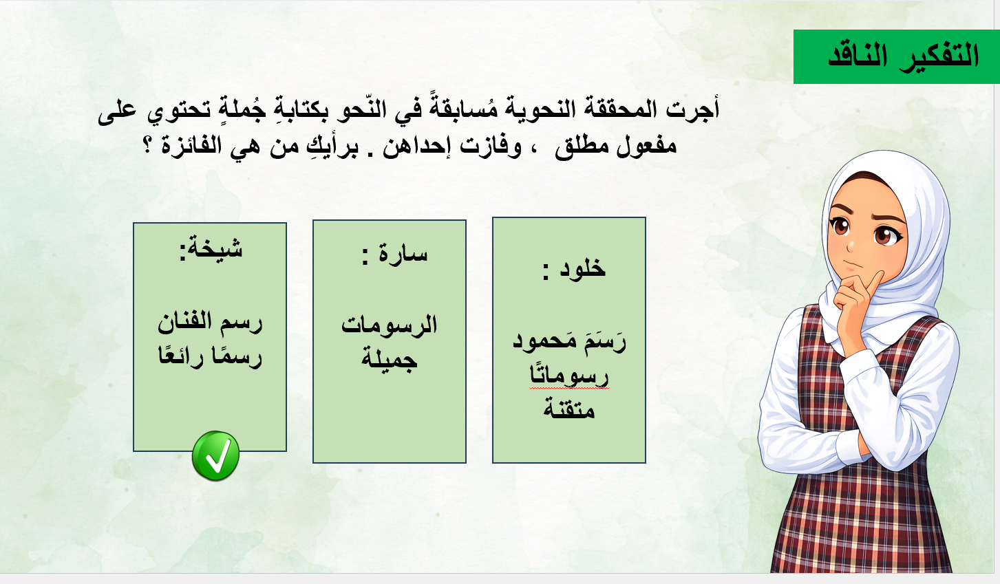 التفكير الناقد
أجرت المحققة النحوية مُسابقةً في النّحو بكتابةِ جُملةٍ تحتوي على
مفعول مطلق ، وفازت إحداهن . برأيكِ من هي الفائزة ؟
خلود :
رَسَمَ مَحمود
رسوماتًا
متقنة
سارة :
الرسومات
جميلة
شيخة:
رسم الفنان
رسمًا رائعًا